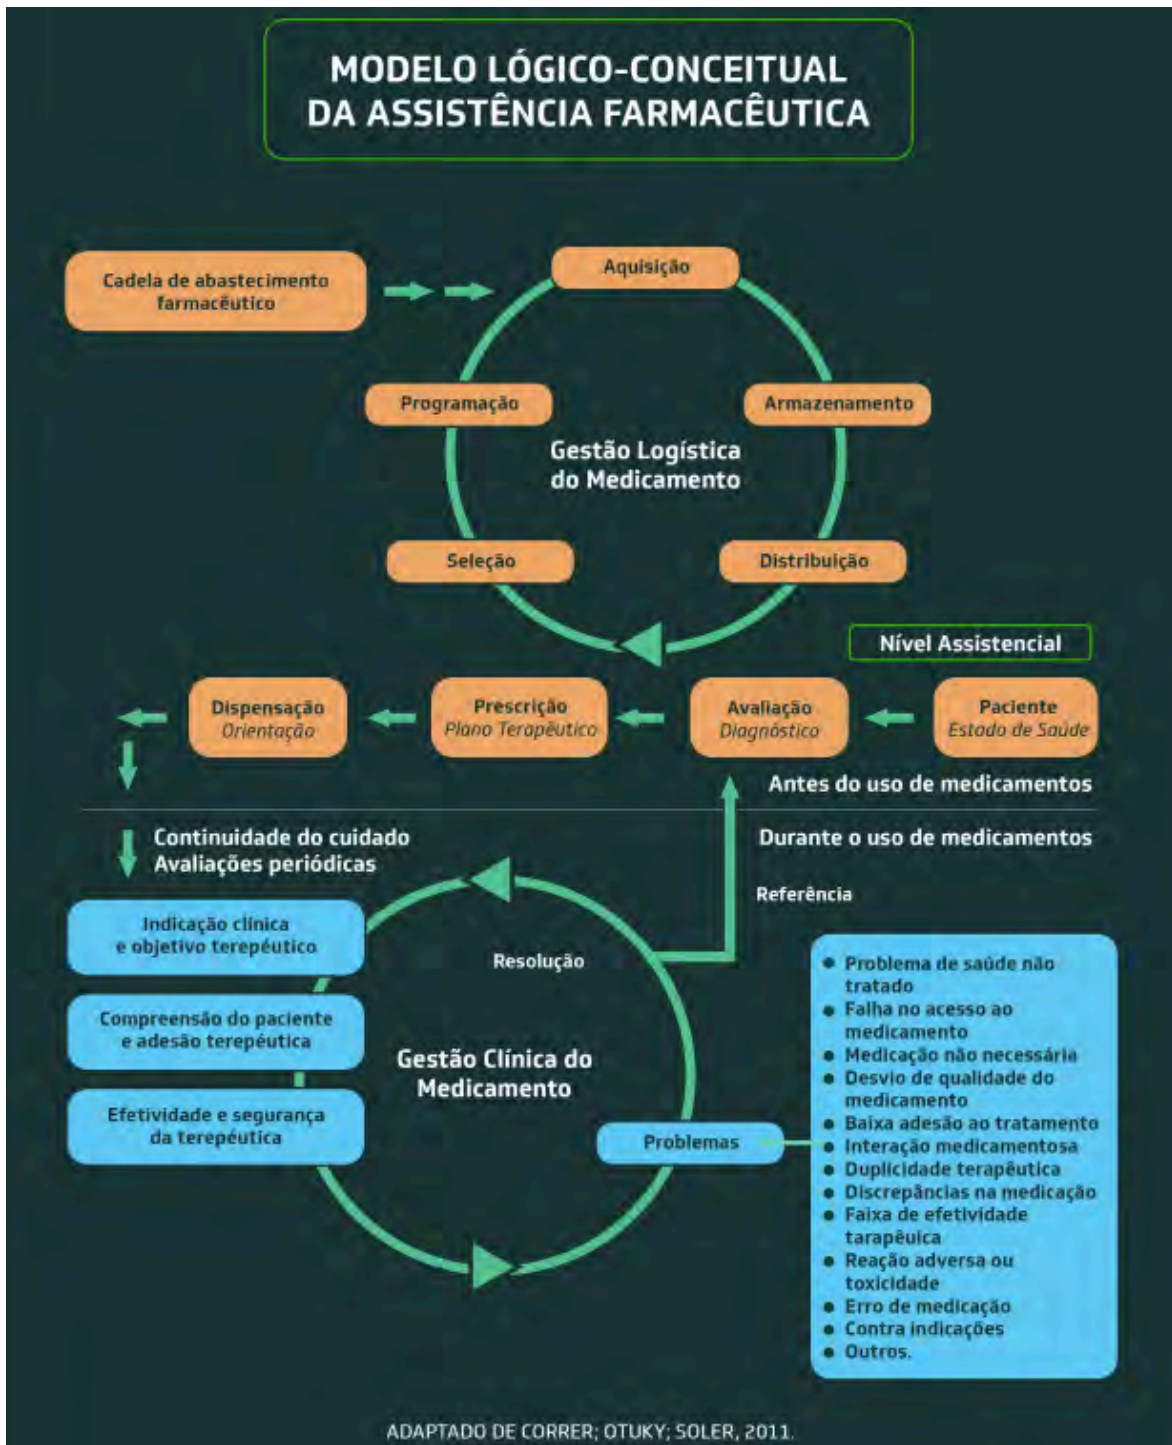 MODELO LÓGICO-CONCEITUAL
DA ASSISTÊNCIA FARMACÊUTICA
Cadela de abastecimento
farmacêutico
Aquisição
Programação
Armazenamento
Gestão Logística
do Medicamento
Seleção
Distribuição
Nível Assistencial
Dispensação
Orientação
Prescrição
Plano Terapêutico
Avaliação
Diagnóstico
Paciente
Estado de Saúde
Antes do uso de medicamentos
Continuidade do cuidado
Avaliações periódicas
Durante o uso de medicamentos
Referência
Indicação clínica
e objetivo terepéutico
Resolução
Compreensão do paciente
e adesão terepéutica
Gestão Clínica do
Medicamento
Efetividade e segurança
da terepéutica
Problemas
Problema de saúde não
tratado
Falha no acesso ao
medicamento
Medicação não necessária
Desvio de qualidade do
medicamento
Baixa adesão ao tratamento
Interação medicamentosa
Duplicidade terapêutica
Discrepâncias na medicação
Faixa de efetividade
tarapêuica
Reação adversa ou
toxicidade
Erro de medicação
Contra indicações
Outros.
ADAPTADO DE CORRER; OTUKY; SOLER, 2011.